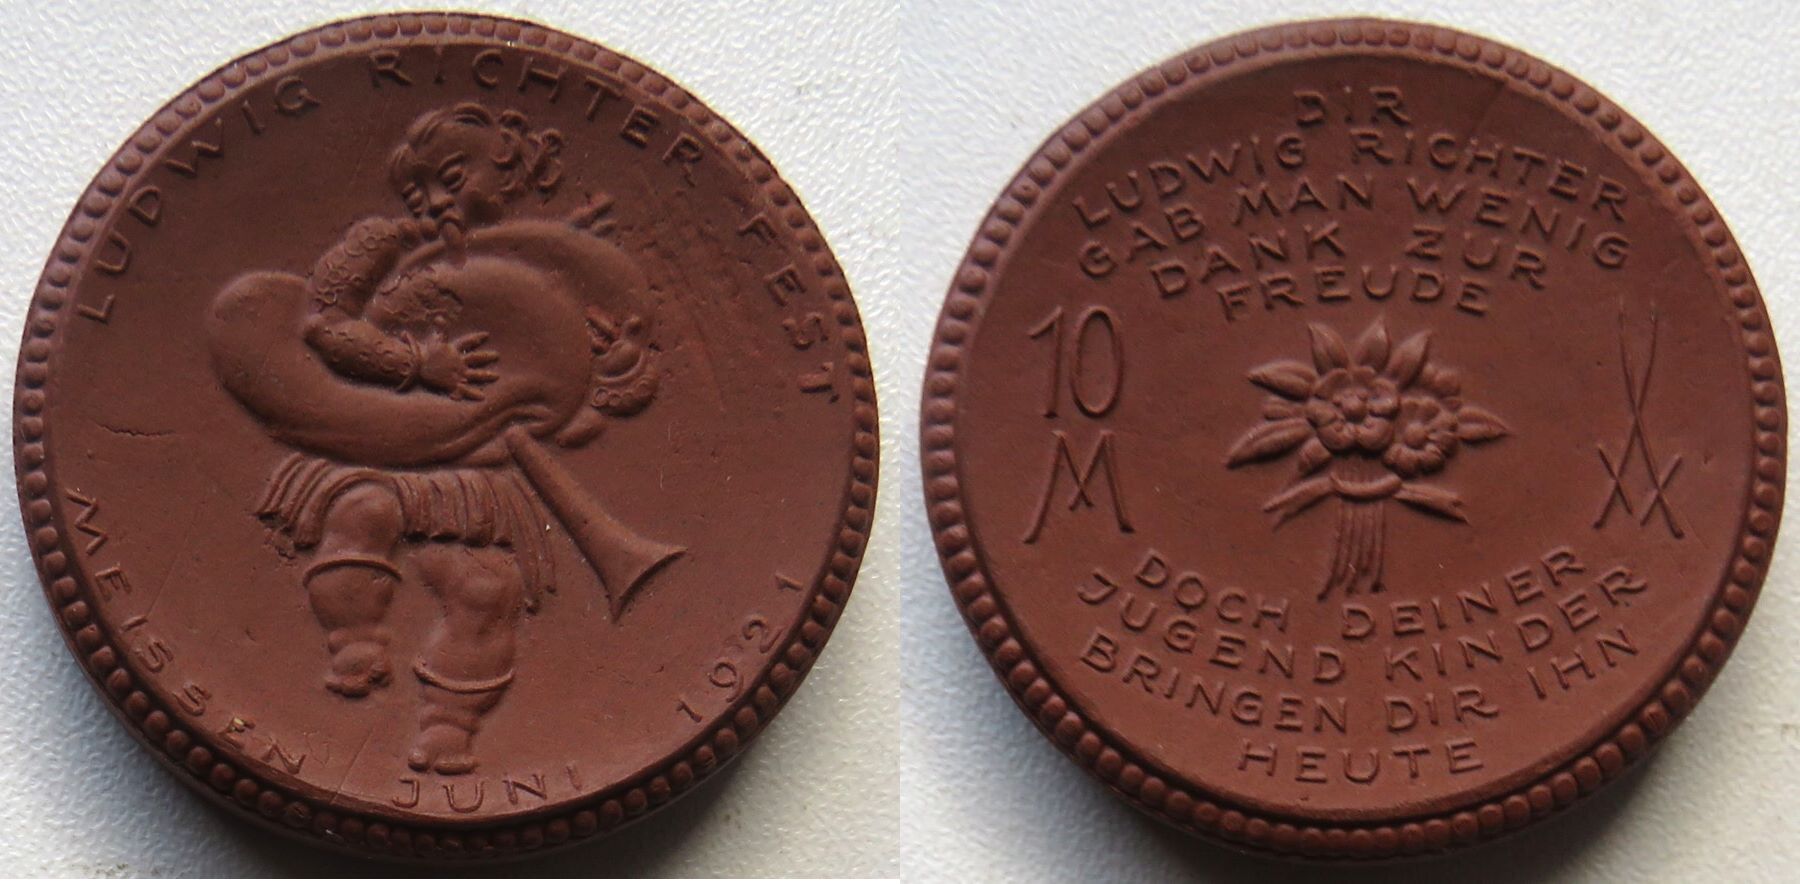 LUDWIG RICHTER FEST
MEISSEN JUNI 1921
DIR
LUDWIG RICHTER
GAB MAN WENIG
DANK ZUR
FREUDE
10
M
DOCH DEINER
JUGEND KINDER
BRINGEN DIR IHN
HEUTE